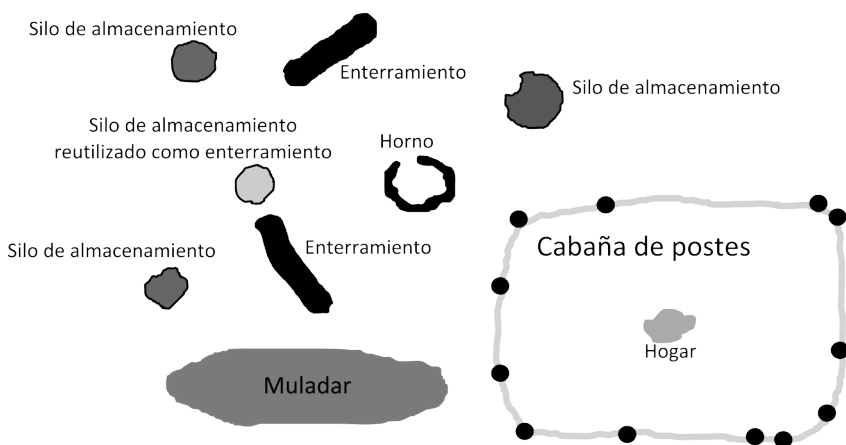 Silo de almacenamiento
Enterramiento
Silo de almacenamiento
Silo de almacenamiento
reutilizado como enterramiento
Horno
Silo de almacenamiento
Enterramiento
Cabaña de postes
Hogar
Muladar